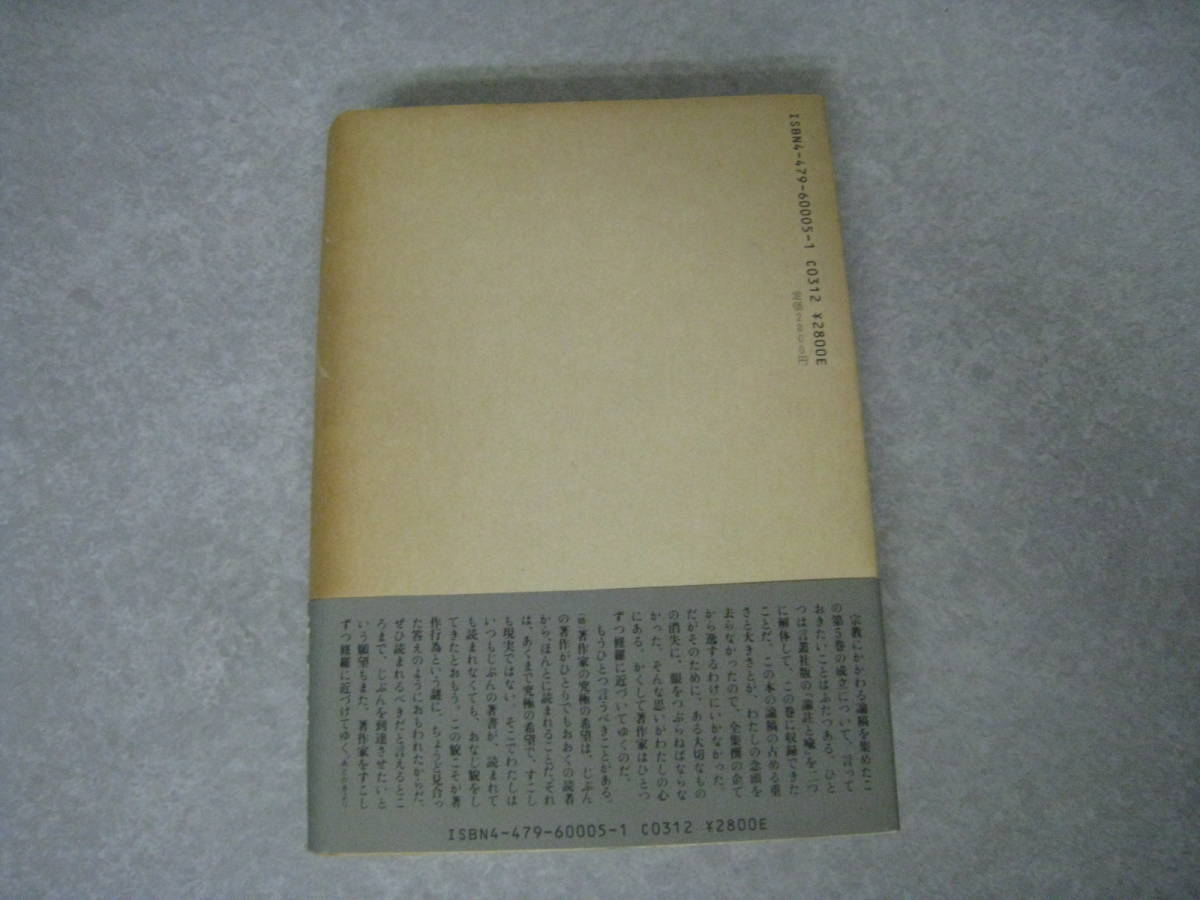 ISBN4-479-60005-1 C0312 ¥2800E
定価2800円
宗教にかかわる論稿を集めたこ
の第5巻の成立について、言って
おきたいことはふたつある。ひと
つは言叢社版の『論註と喩』を二つ
に解体して、この巻に収録できた
ことだ。この本の論稿の占める重
さと大きさとが、わたしの念頭を
去らなかったので、全集撰の企て
から逸するわけにいかなかった。
だがそのために、ある大切なもの
の消失に、眼をつぶらねばならな
かった。そんな思いがわたしの心
にある。かくして著作家はひとつ
ずつ修羅に近づいてゆくのだ。
もうひとつ言うべきことがある。
著作家の究極の希望は、じぶん
の著作がひとりでもおおくの読者
から、ほんとに読まれることだ。それ
は、あくまで究極の希望で、すこし
も現実ではない。そこでわたしは
いつもじぶんの著書が、読まれて
も読まれなくても、おなじ貌をし
てきたとおもう。この貌こそが著
作行為という謎に、ちょうど見合っ
た答えのようにおもわれたからだ。
ぜひ読まれるべきだと言えるとこ
ろまで、じぶんを到達させたいと
いう願望もまた、著作家をすこし
ずつ修羅に近づけてゆく。
ISBN4-479-60005-1 C0312 ¥2800E